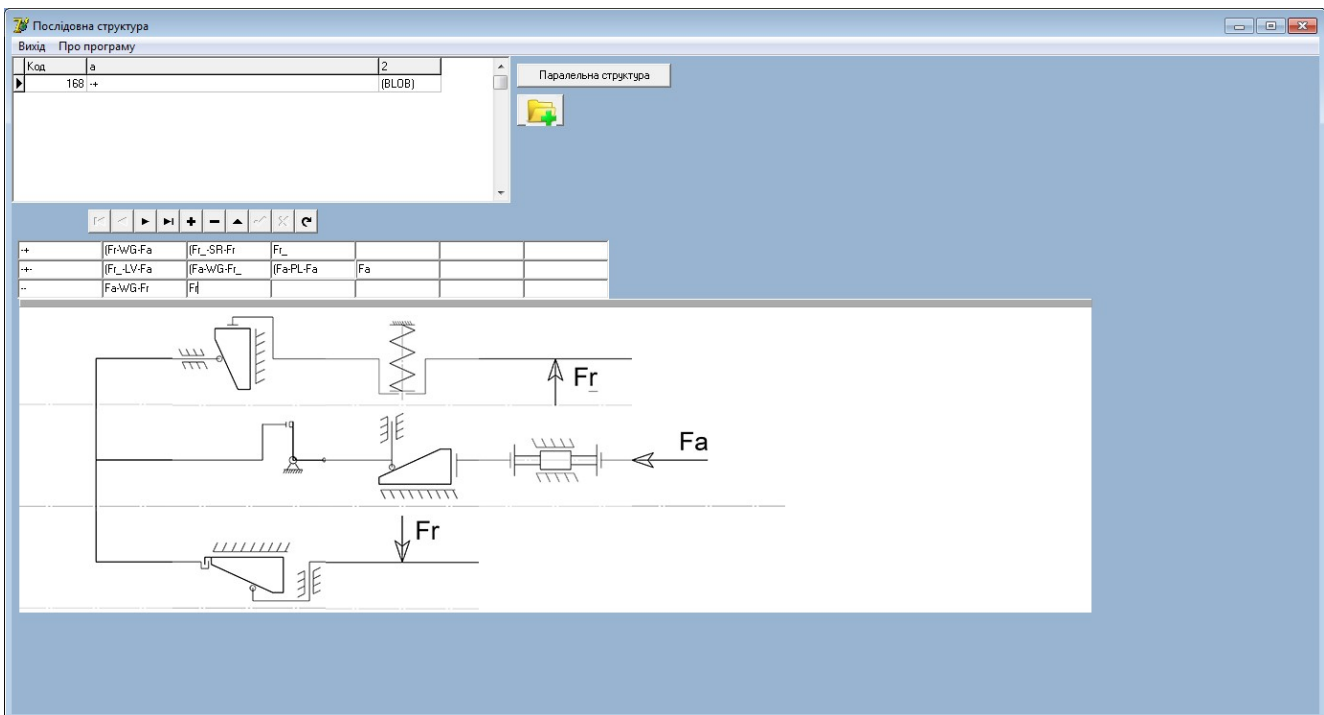 Послідовна структура
Вихід Про програму
Код a 2
168 -+ (BLOB)
Паралельна структура
-+ (Fr-WG-Fa (Fr_-SR-Fr Fr_
-+- (Fr_-LV-Fa (Fa-WG-Fr_ (Fa-PL-Fa Fa
-- Fa-WG-Fr Fr
Fr_
Fa
Fr